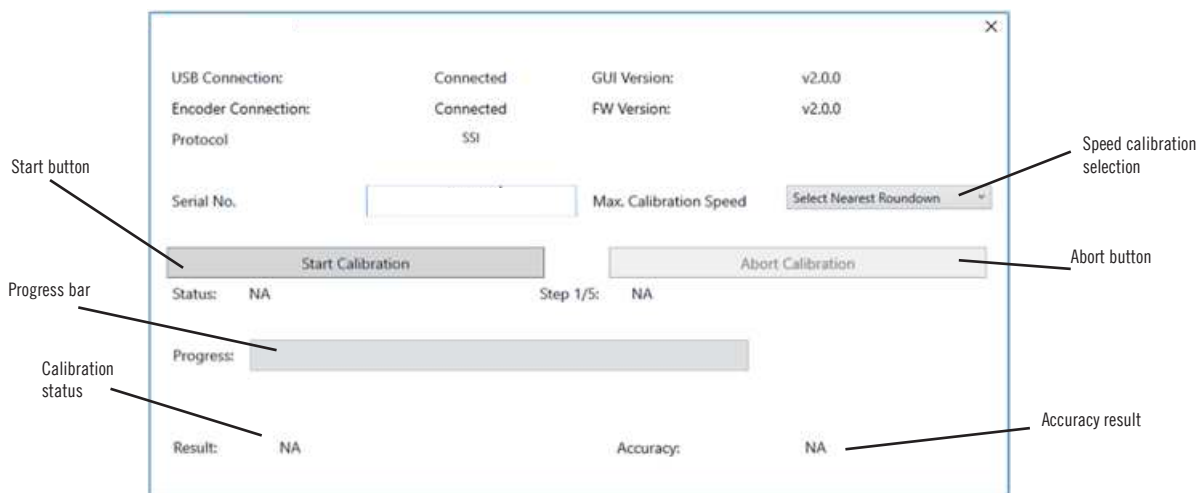 ×
USB Connection: Connected GUI Version: v2.0.0
Encoder Connection: Connected FW Version: v2.0.0
Protocol SSI
Speed calibration
selection
Start button
Serial No. Max. Calibration Speed Select Nearest Roundown
Start Calibration Abort Calibration
Abort button
Status: NA Step 1/5: NA
Progress bar
Progress:
Calibration
status
Accuracy result
Result: NA Accuracy: NA